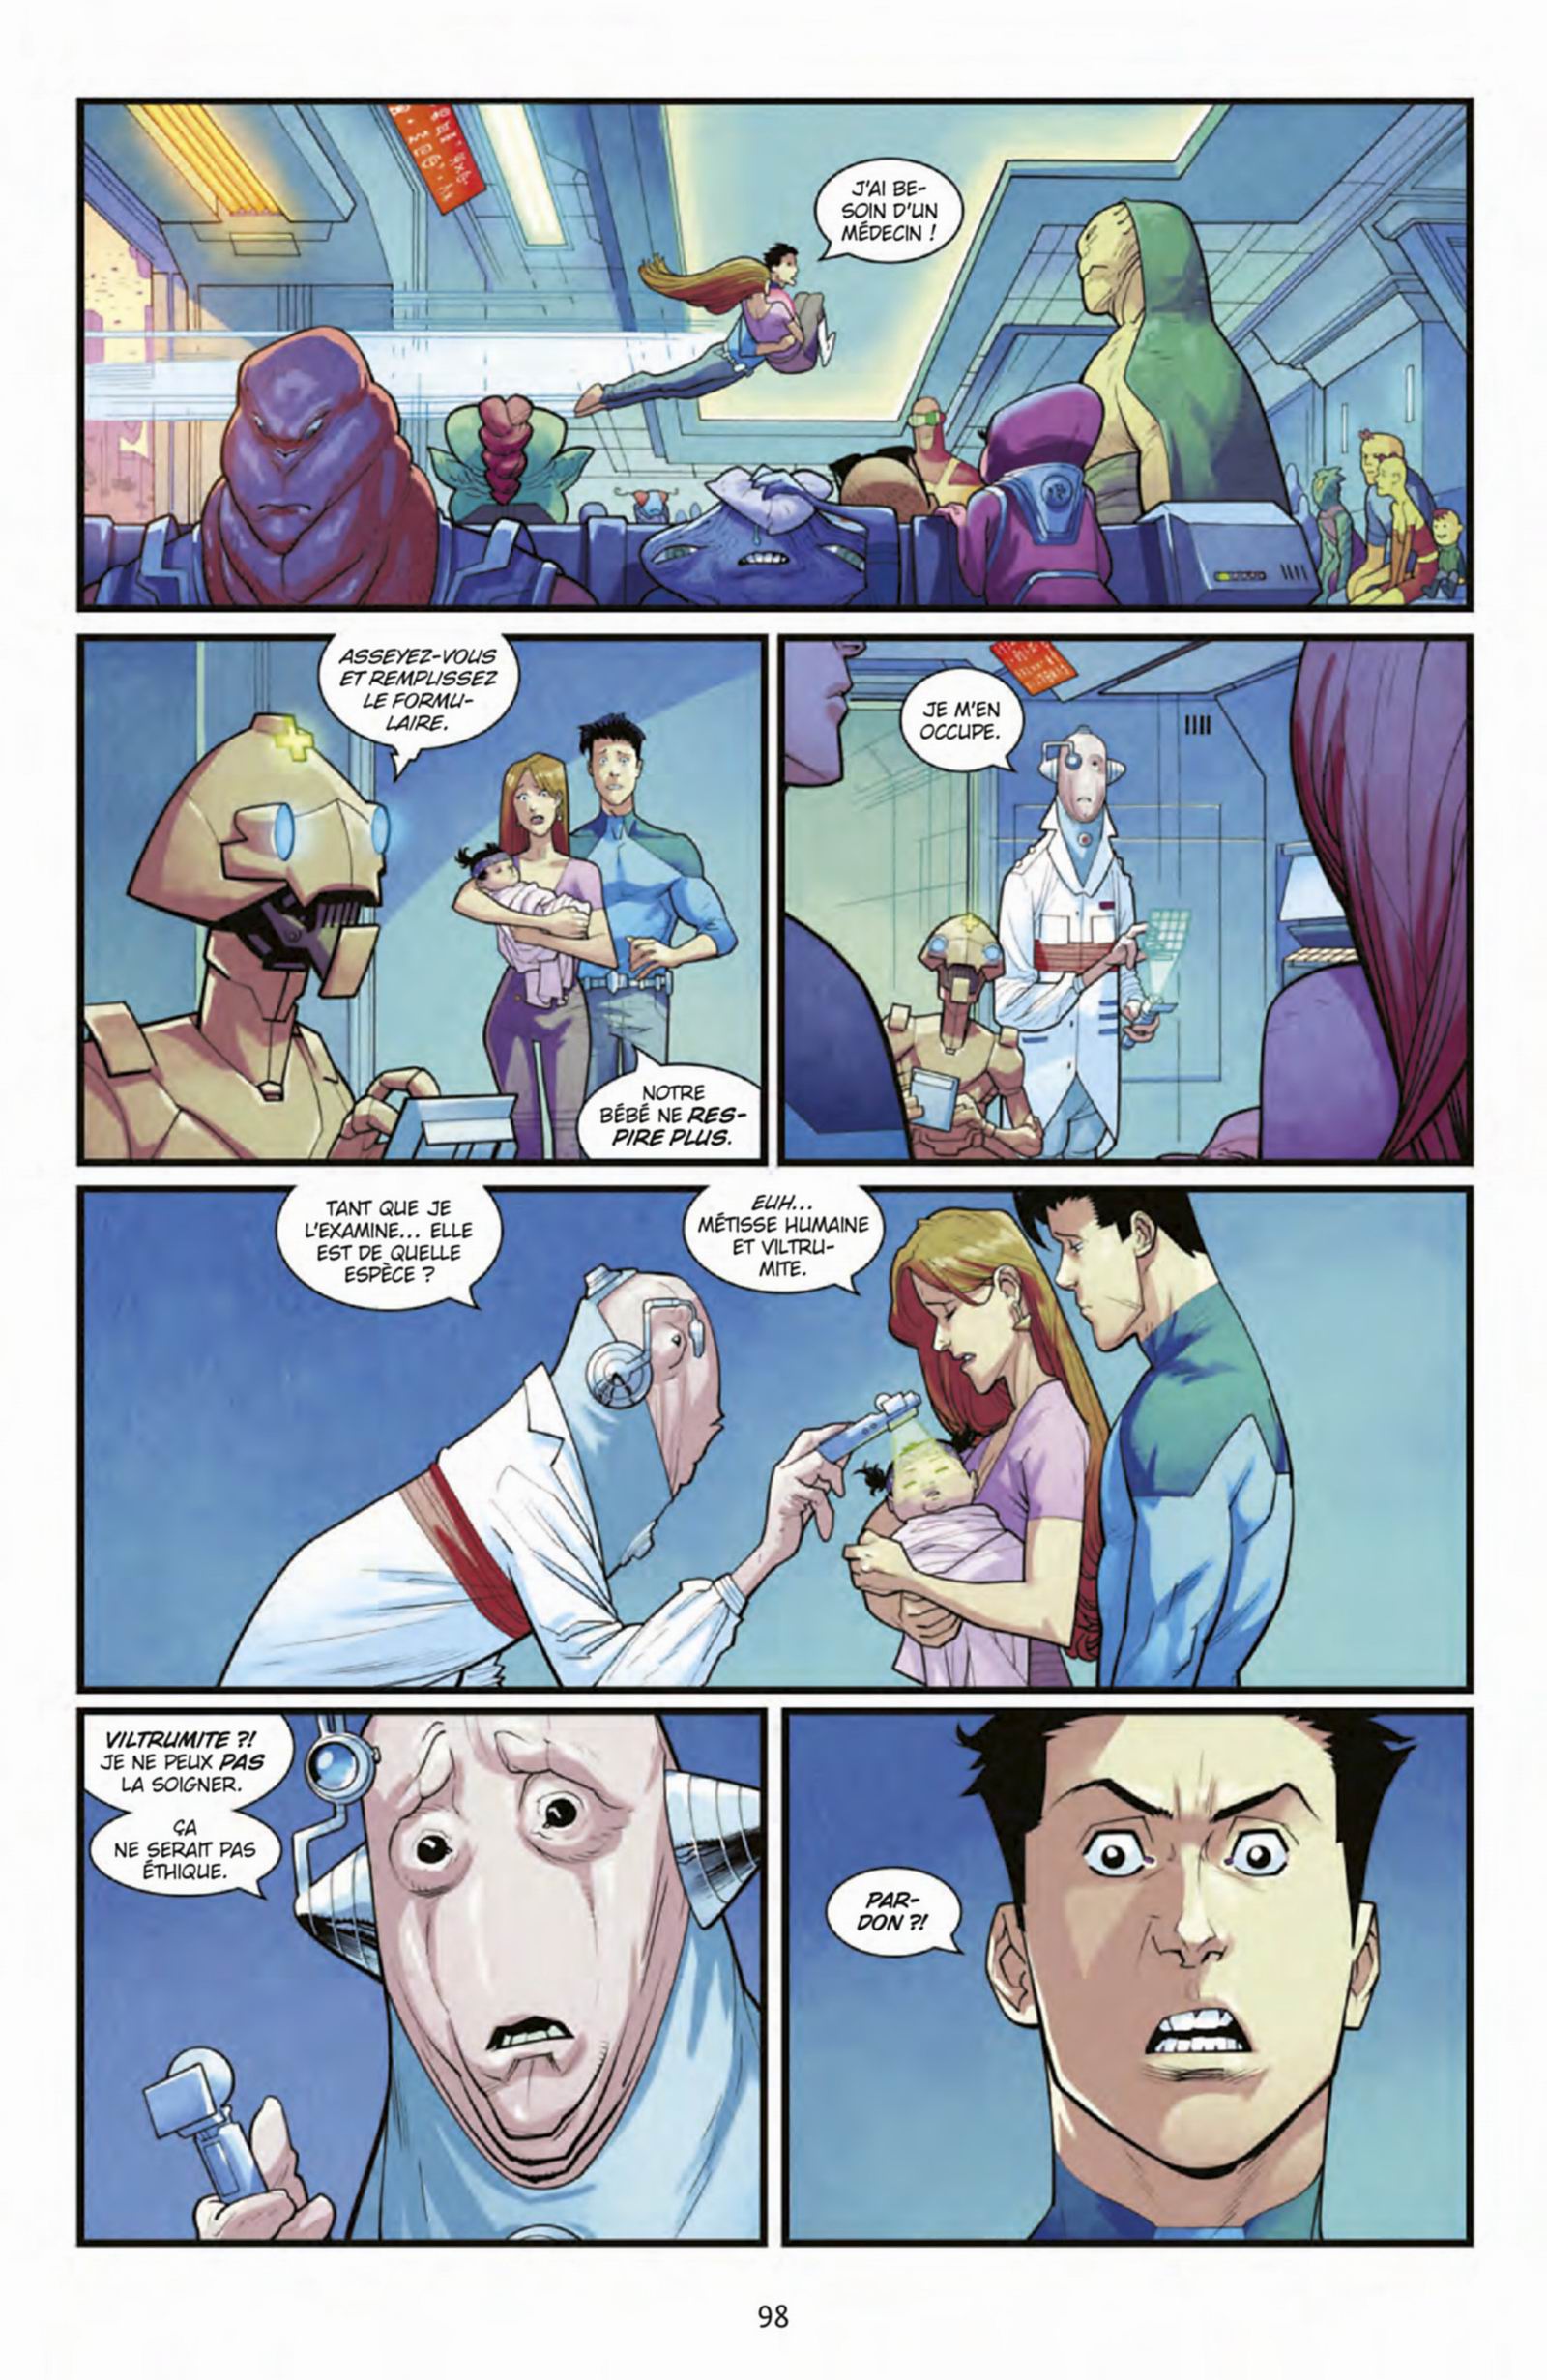 J'AI BE-
SOIN D'UN
MÉDECIN !
ASSEYEZ-VOUS
ET REMPLISSEZ
LE FORMU-
LAIRE.
NOTRE
BÉBÉ NE RES-
PIRE PLUS.
JE M'EN
OCCUPE.
TANT QUE JE
L'EXAMINE... ELLE
EST DE QUELLE
ESPÈCE ?
EUH...
MÉTISSE HUMAINE
ET VILTRU-
MITE.
VILTRUMITE ?!
JE NE PEUX PAS
LA SOIGNER.
ÇA
NE SERAIT PAS
ÉTHIQUE.
PAR-
DON ?!
98